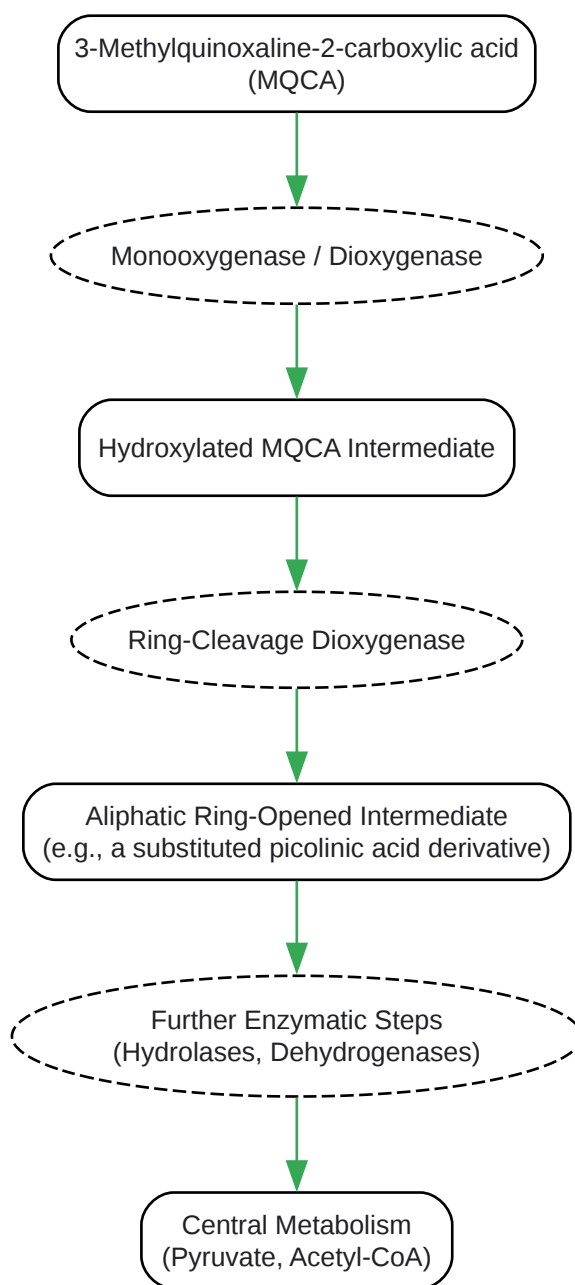 3-Methylquinoxaline-2-carboxylic acid
(MQCA)
Monooxygenase / Dioxygenase
Hydroxylated MQCA Intermediate
Ring-Cleavage Dioxygenase
Aliphatic Ring-Opened Intermediate
(e.g., a substituted picolinic acid derivative)
Further Enzymatic Steps
(Hydrolases, Dehydrogenases)
Central Metabolism
(Pyruvate, Acetyl-CoA)